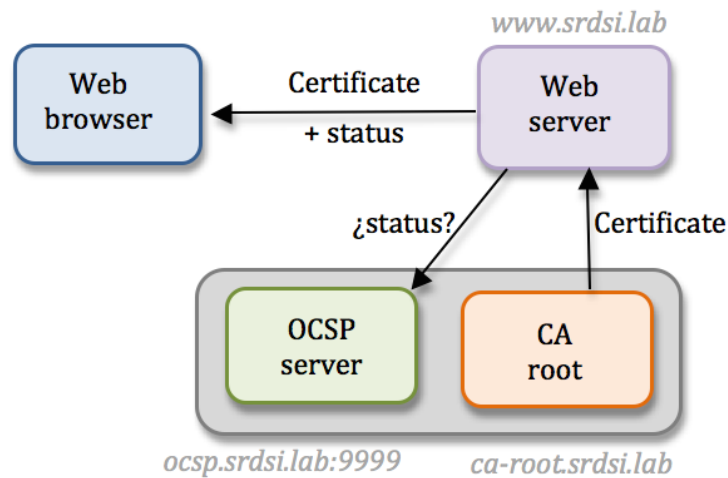 www.srdsi.lab
Web
browser
Certificate
+ status
Web
server
¿status?
Certificate
OCSP
server
CA
root
ocsp.srdsi.lab:9999
ca-root.srdsi.lab